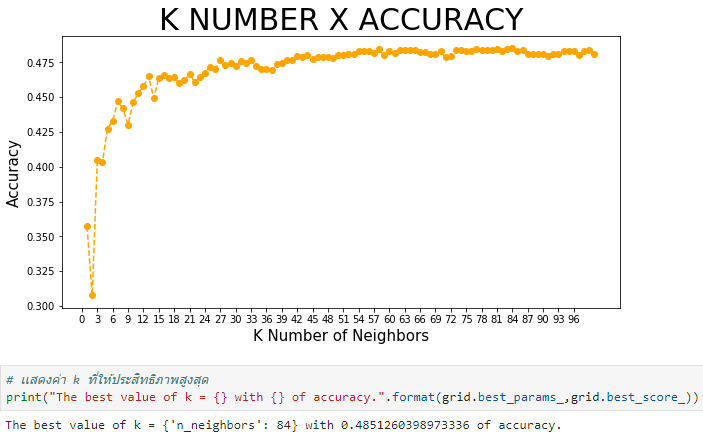 K NUMBER X ACCURACY
0.475
0.450
0.425
0.400
0.375
0.350
0.325
0.300
Accuracy
0 3 6 9 12 15 18 21 24 27 30 33 36 39 42 45 48 51 54 57 60 63 66 69 72 75 78 81 84 87 90 93 96
K Number of Neighbors
# แสดงค่า k ที่ให้ประสิทธิภาพสูงสุด
print("The best value of k = {} with {} of accuracy.".format(grid.best_params_,grid.best_score_))
The best value of k = {'n_neighbors': 84} with 0.4851260398973336 of accuracy.